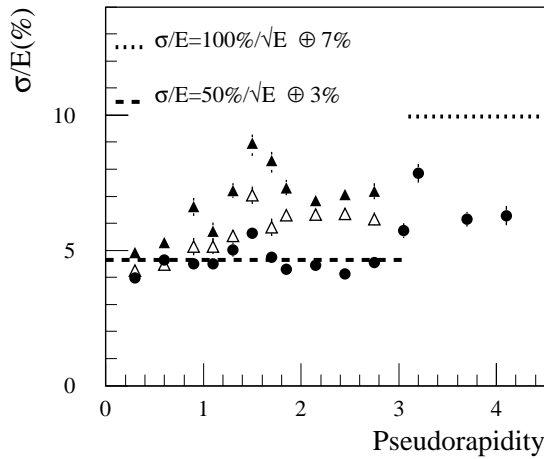 σ/E(%)
σ/E=100%/√E ⊕ 7%
σ/E=50%/√E ⊕ 3%
10
5
0
0 1 2 3 4
Pseudorapidity